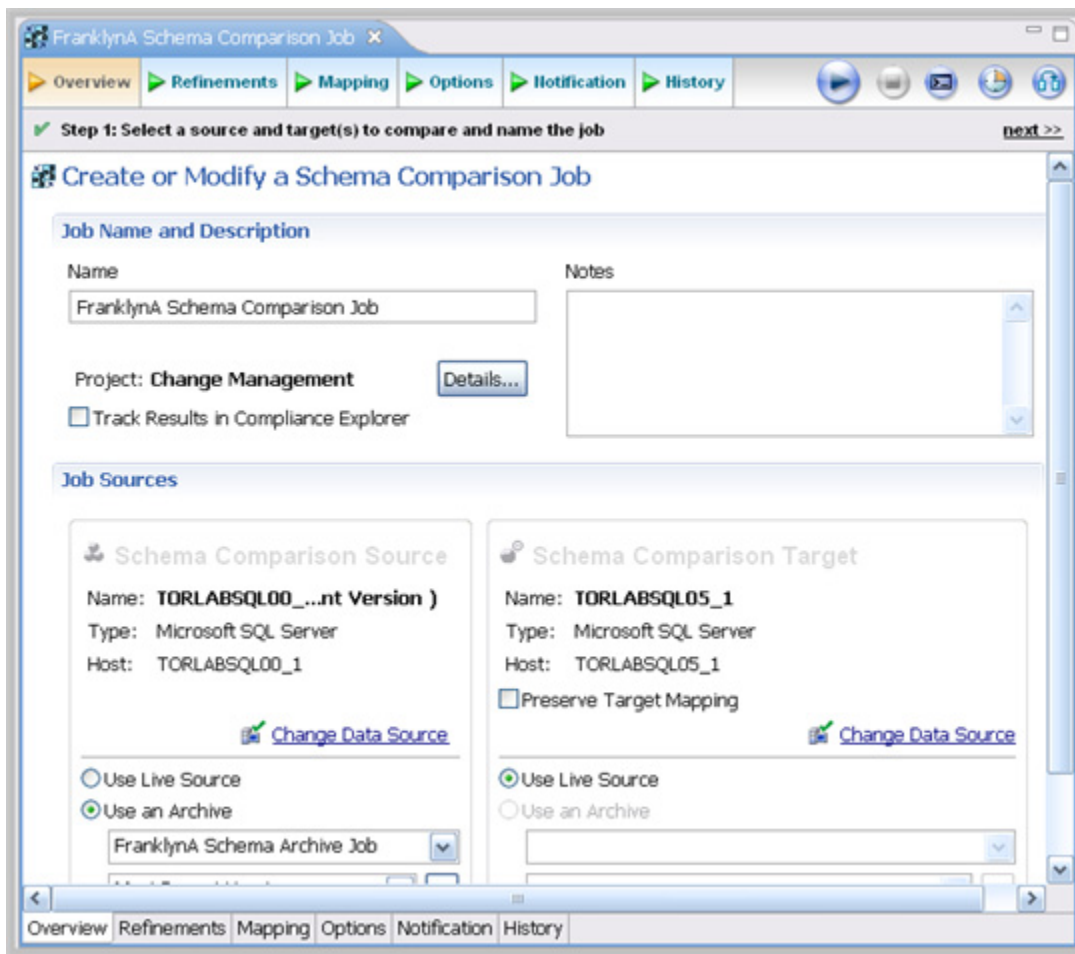 FranklynA Schema Comparison Job
Overview Refinements Mapping Options Notification History
Step 1: Select a source and target(s) to compare and name the job next >>
Create or Modify a Schema Comparison Job
Job Name and Description
Name Notes
FranklynA Schema Comparison Job
Project: Change Management Details...
Track Results in Compliance Explorer
Job Sources
Schema Comparison Source
Name: TORLABSQL00_...nt Version )
Type: Microsoft SQL Server
Host: TORLABSQL00_1
Change Data Source
Use Live Source
Use an Archive
FranklynA Schema Archive Job
Schema Comparison Target
Name: TORLABSQL05_1
Type: Microsoft SQL Server
Host: TORLABSQL05_1
Preserve Target Mapping
Change Data Source
Use Live Source
Use an Archive
Overview Refinements Mapping Options Notification History